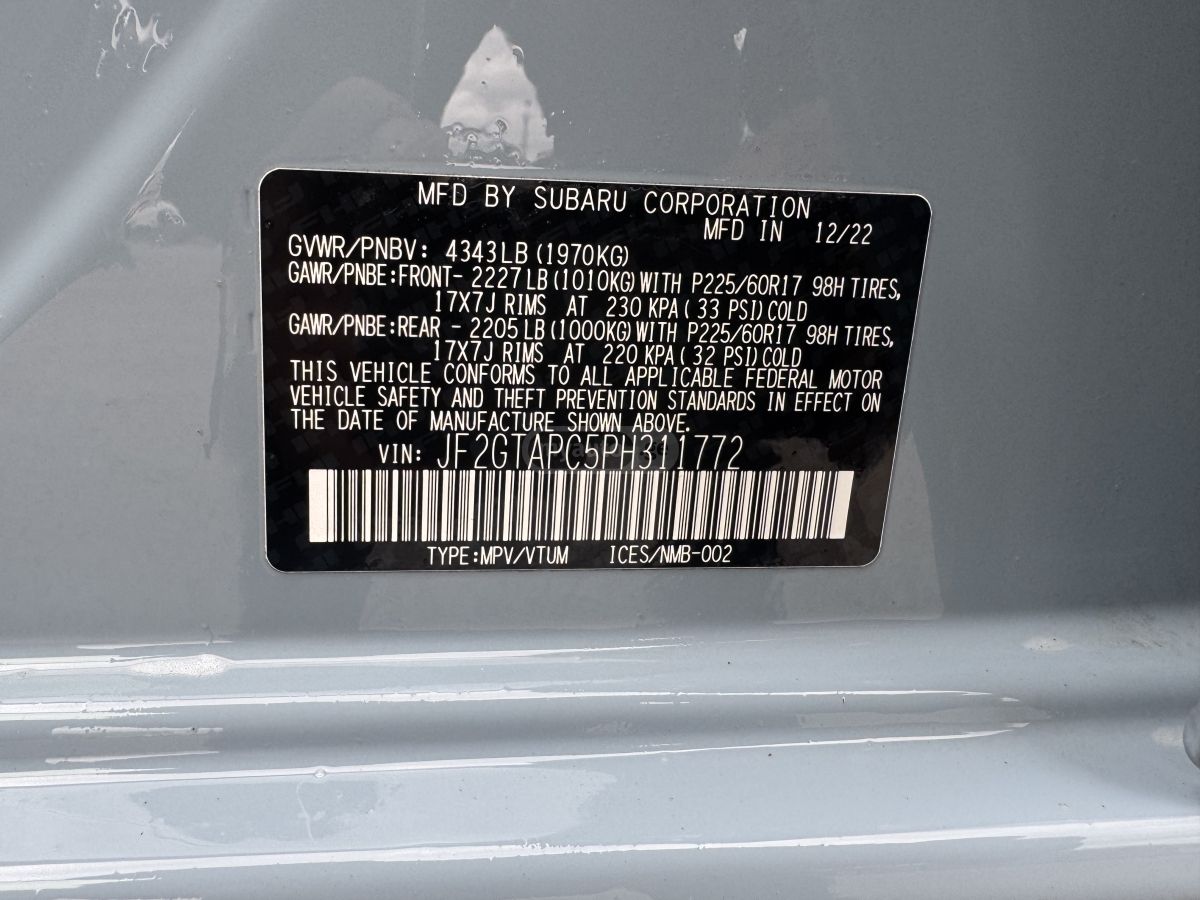 MFD BY SUBARU CORPORATION
MFD IN 12/22
GVWR/PNBV: 4343LB (1970KG)
GAWR/PNBE:FRONT- 2227LB (1010KG) WITH P225/60R17 98H TIRES,
17X7J RIMS AT 230 KPA ( 33 PSI) COLD
GAWR/PNBE:REAR - 2205LB (1000KG) WITH P225/60R17 98H TIRES,
17X7J RIMS AT 220 KPA ( 32 PSI) COLD
THIS VEHICLE CONFORMS TO ALL APPLICABLE FEDERAL MOTOR
VEHICLE SAFETY AND THEFT PREVENTION STANDARDS IN EFFECT ON
THE DATE OF MANUFACTURE SHOWN ABOVE.
VIN: JF2GTAPC5PH311772
TYPE:MPV/VTUM ICES/NMB-002